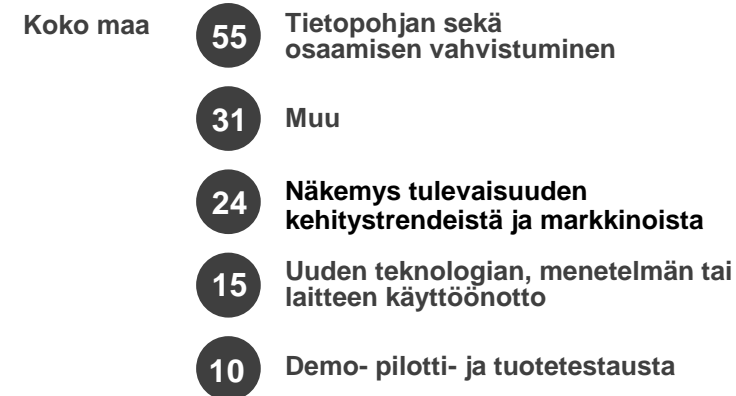 Koko maa
55
Tietopohjan sekä
osaamisen vahvistuminen
31
Muu
24
Näkemys tulevaisuuden
kehitystrendeistä ja markkinoista
15
Uuden teknologian, menetelmän tai
laitteen käyttöönotto
10
Demo- pilotti- ja tuotetestausta